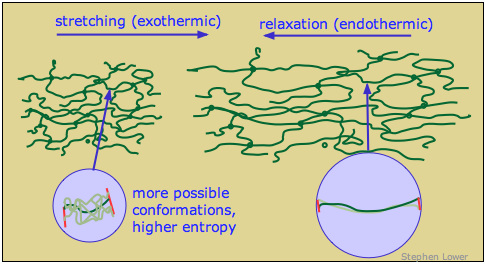 stretching (exothermic)
relaxation (endothermic)
more possible
conformations,
higher entropy
Stephen Lower